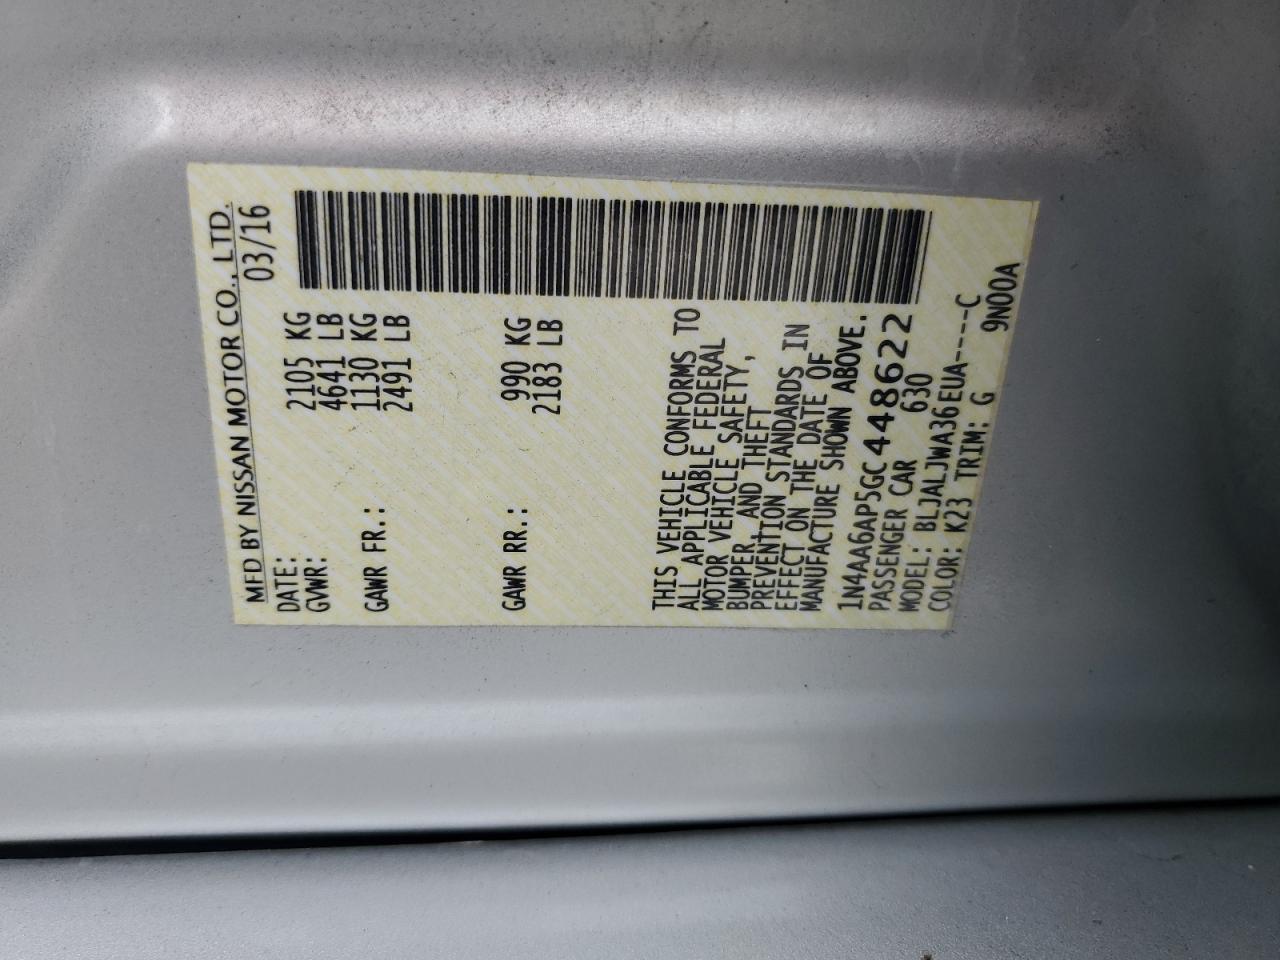 MFD BY NISSAN MOTOR CO., LTD.
DATE: 03/16
GVWR: 2105 KG
4641 LB
GAWR FR.: 1130 KG
2491 LB
GAWR RR.: 990 KG
2183 LB
THIS VEHICLE CONFORMS TO
ALL APPLICABLE FEDERAL
MOTOR VEHICLE SAFETY,
BUMPER, AND THEFT
PREVENTION STANDARDS IN
EFFECT ON THE DATE OF
MANUFACTURE SHOWN ABOVE.
1N4AA6AP5GC448622
PASSENGER CAR 630
MODEL: BLJALJWA36EUA----C
COLOR: K23 TRIM: G 9N00A